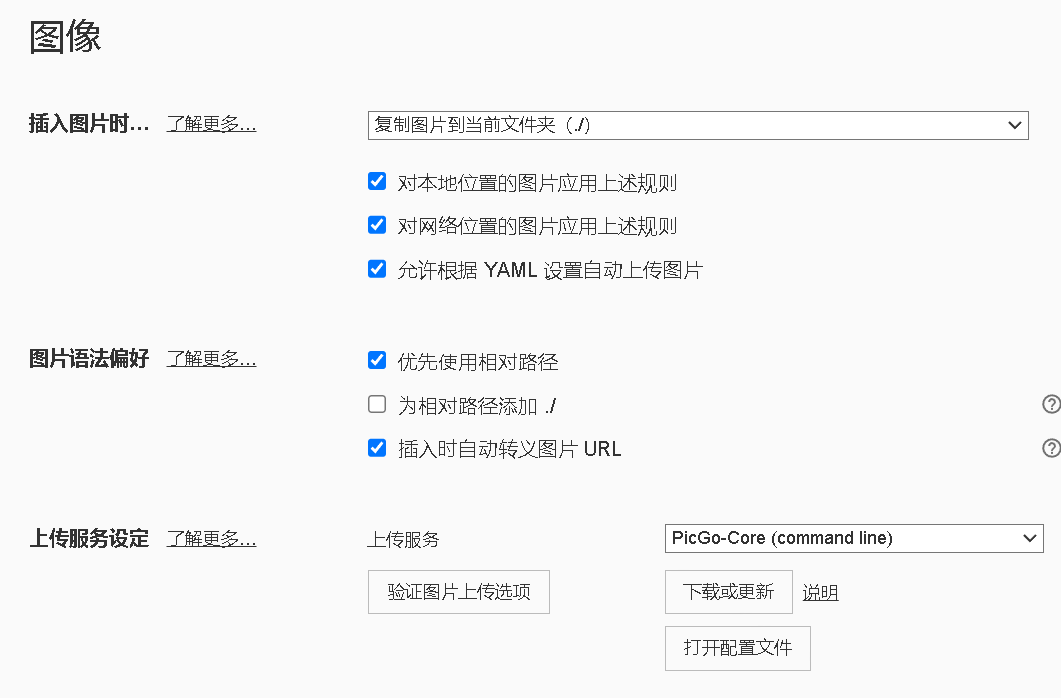 图像
插入图片时... 了解更多... 复制图片到当前文件夹（./）
对本地位置的图片应用上述规则
对网络位置的图片应用上述规则
允许根据 YAML 设置自动上传图片
图片语法偏好 了解更多... 优先使用相对路径
为相对路径添加 ./ ?
插入时自动转义图片 URL ?
上传服务设定 了解更多... 上传服务 PicGo-Core (command line)
验证图片上传选项 下载或更新 说明
打开配置文件